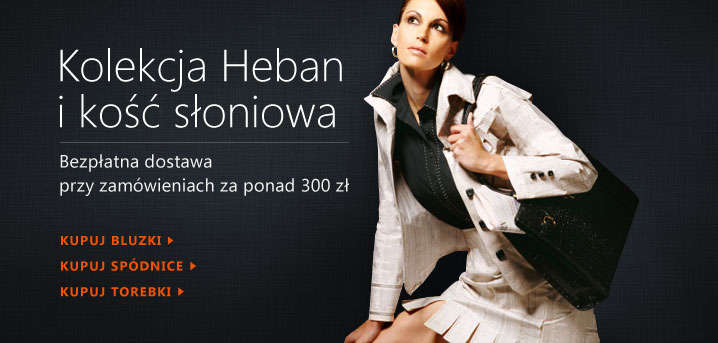 Kolekcja Heban
i kość słoniowa
Bezpłatna dostawa
przy zamówieniach za ponad 300 zł
KUPUJ BLUZKI
KUPUJ SPÓDNICE
KUPUJ TOREBKI